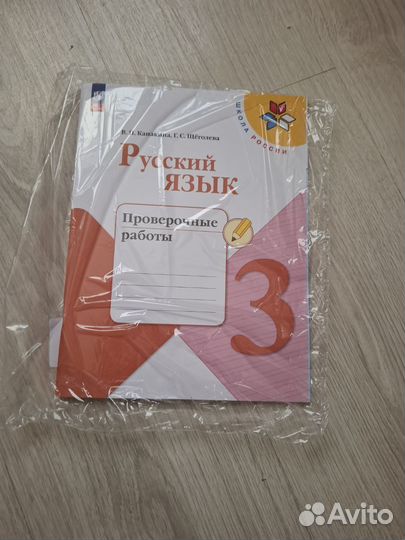 В. П. Канакина, Г. С. Щёголева
ШКОЛА РОССИИ
Русский
ЯЗЫК
Проверочные
работы
3
Avito